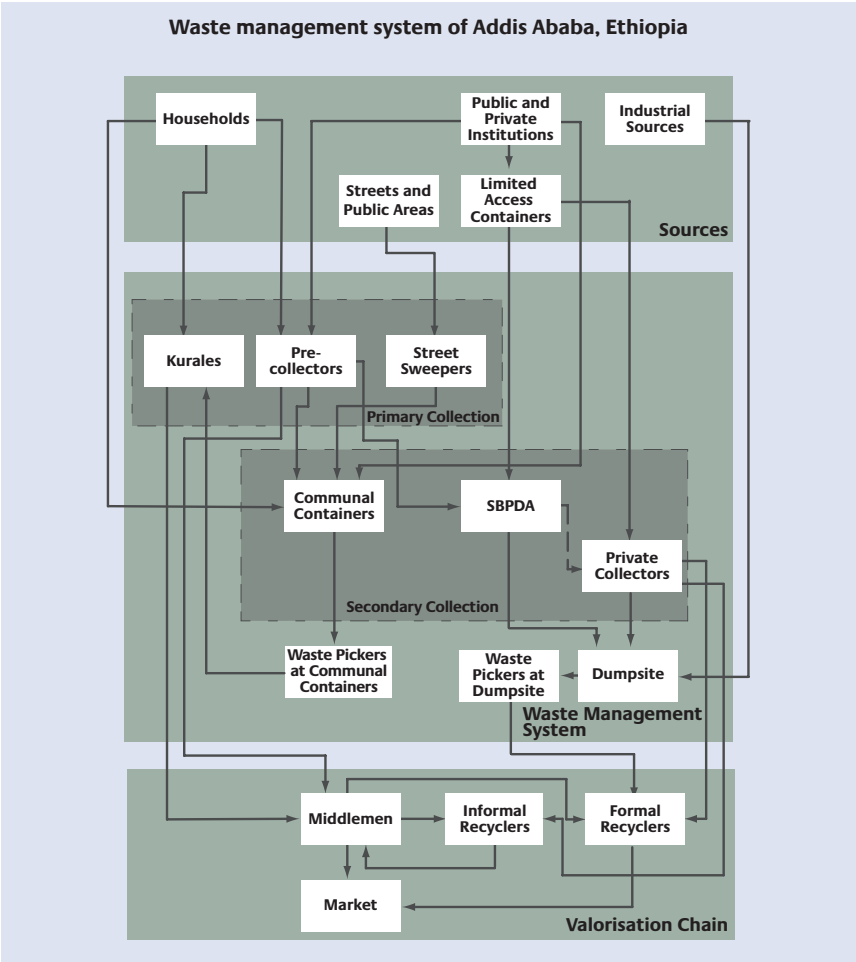 Waste management system of Addis Ababa, Ethiopia
Households
Public and
Private
Institutions
Industrial
Sources
Streets and
Public Areas
Limited
Access
Containers
Sources
Kurales
Pre-
collectors
Street
Sweepers
Primary Collection
Communal
Containers
SBPDA
Private
Collectors
Secondary Collection
Waste Pickers
at Communal
Containers
Waste
Pickers at
Dumpsite
Dumpsite
Waste Management
System
Middlemen
Informal
Recyclers
Formal
Recyclers
Market
Valorisation Chain